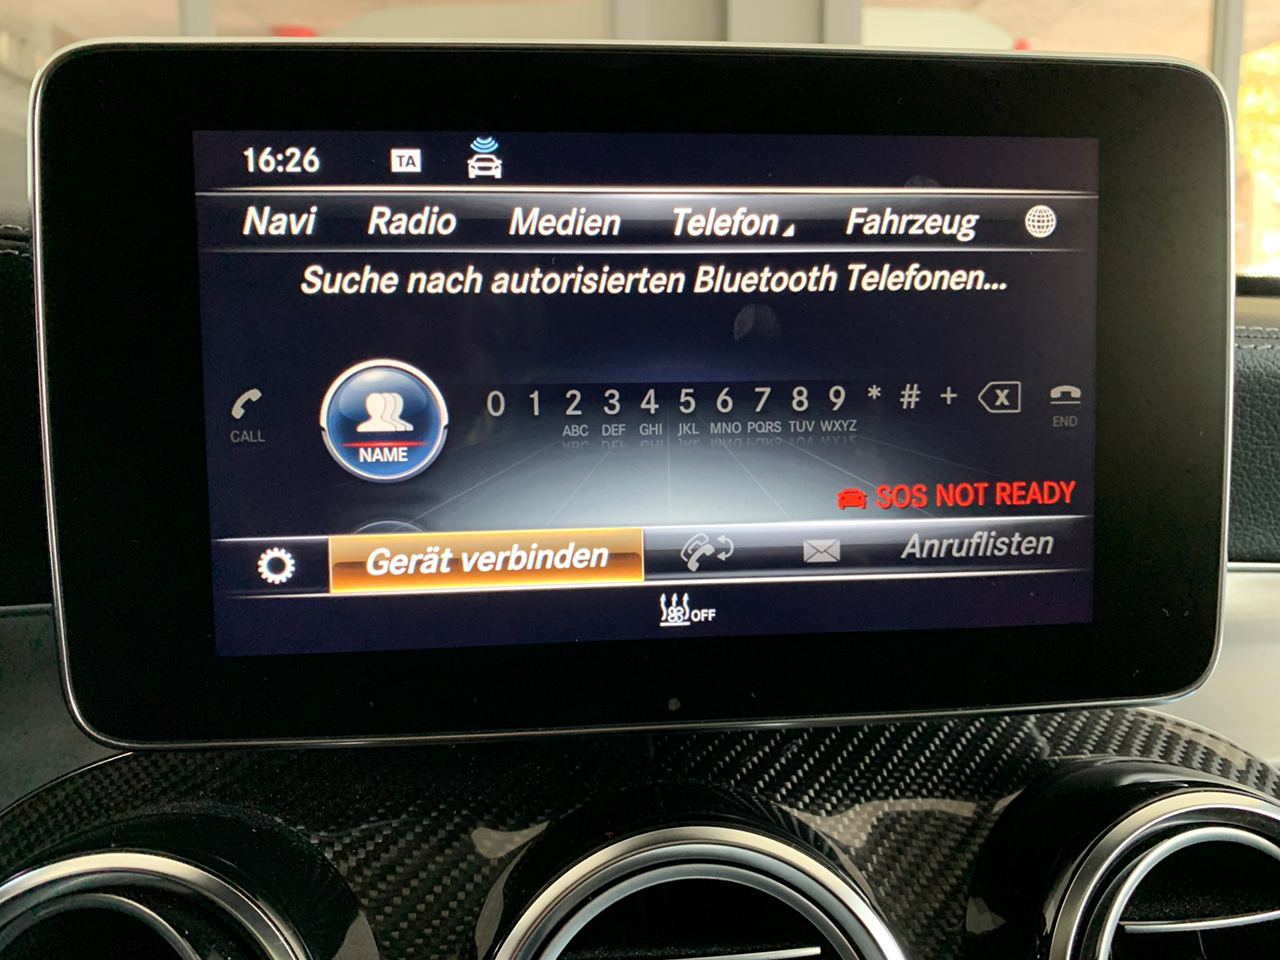 16:26 TA
Navi Radio Medien Telefon Fahrzeug
Suche nach autorisierten Bluetooth Telefonen...
0 1 2 3 4 5 6 7 8 9 * # + X
ABC DEF GHI JKL MNO PQRS TUV WXYZ
CALL
NAME
END
SOS NOT READY
Gerät verbinden Anruflisten
OFF